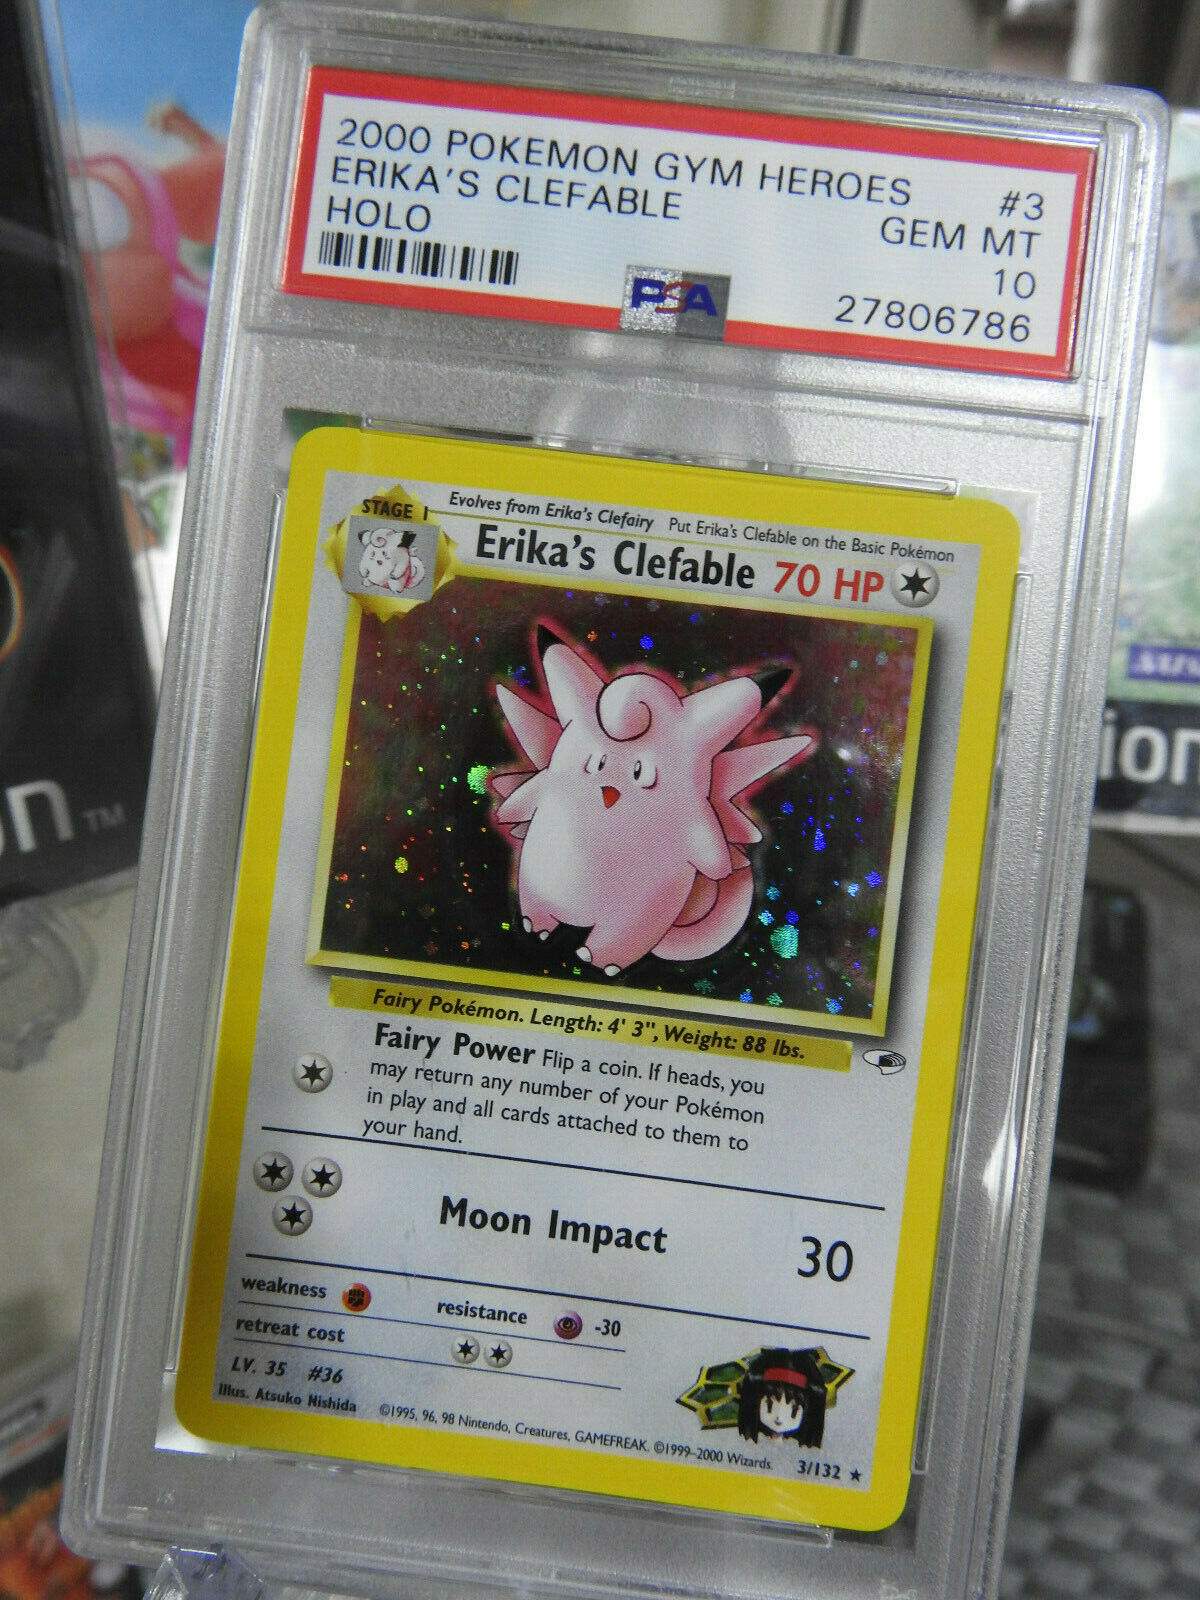 2000 POKEMON GYM HEROES #3
ERIKA'S CLEFABLE GEM MT
HOLO 10
PSA 27806786
STAGE 1 Evolves from Erika's Clefairy Put Erika's Clefable on the Basic Pokémon
Erika's Clefable 70 HP
Fairy Pokémon. Length: 4' 3", Weight: 88 lbs.
Fairy Power Flip a coin. If heads, you
may return any number of your Pokémon
in play and all cards attached to them to
your hand.
Moon Impact 30
weakness resistance -30
retreat cost
LV. 35 #36
Illus. Atsuko Nishida ©1995, 96, 98 Nintendo, Creatures, GAMEFREAK. ©1999-2000 Wizards. 3/132 ★
on™
ion